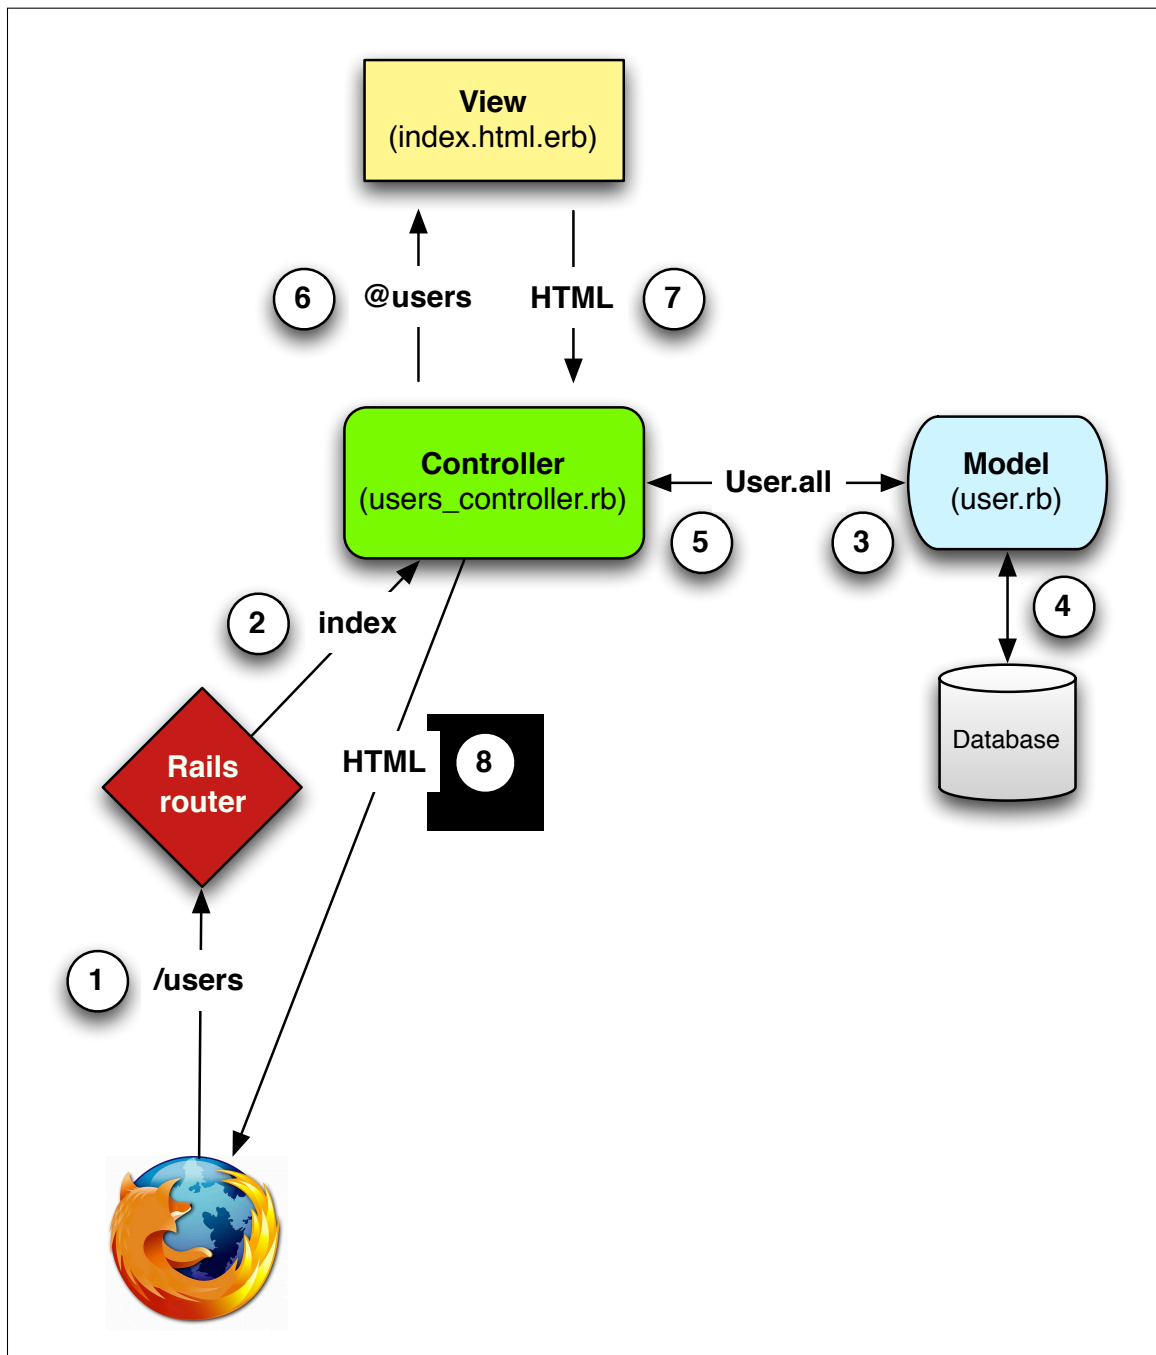 View
(index.html.erb)
6
@users
HTML
7
Controller
(users_controller.rb)
User.all
Model
(user.rb)
5
3
2
index
4
Rails
router
HTML
8
Database
1
/users